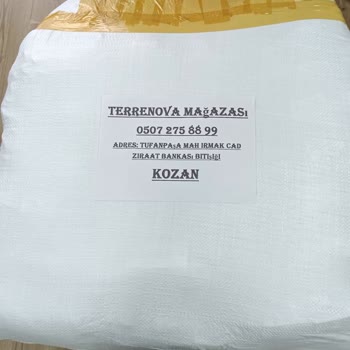 TERRENOVA MAğAZASı
0507 275 88 99
ADRES: TUFANPAşA MAH IRMAK CAD
ZIRAAT BANKASı BITIşIğI
KOZAN